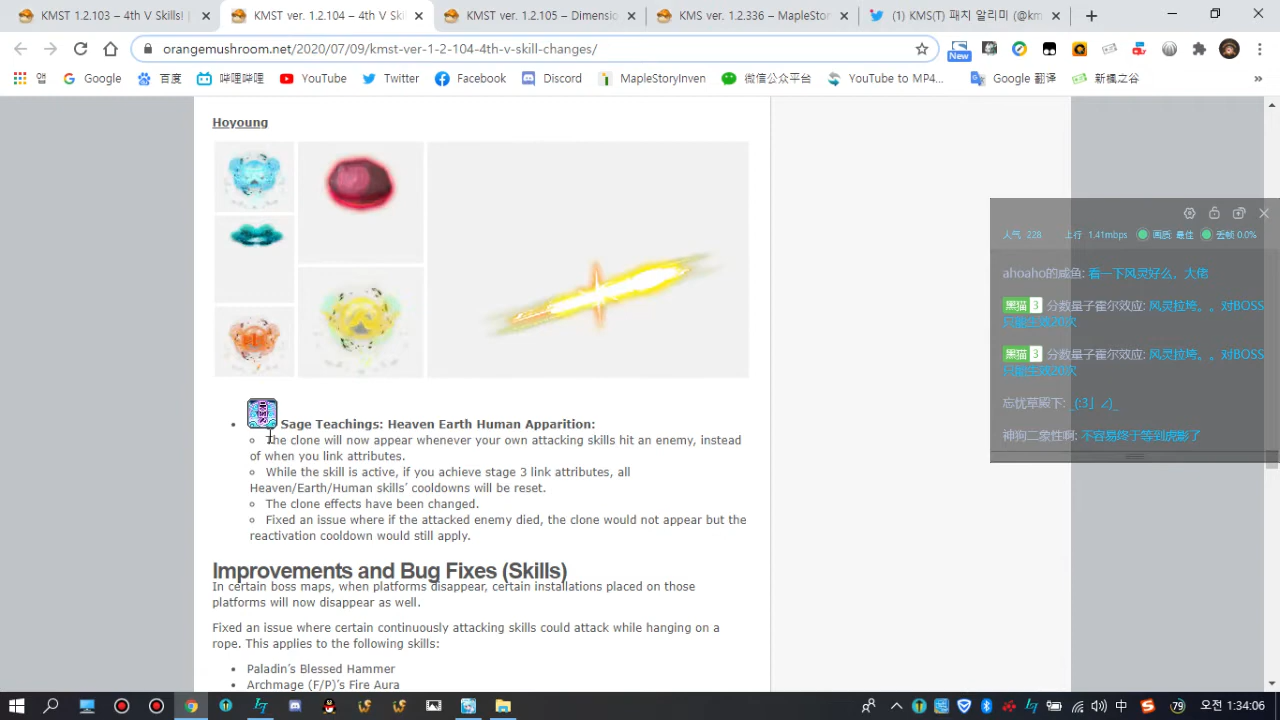 KMST 1.2.103 – 4th V Skills!
KMST ver. 1.2.104 – 4th V Ski
KMST ver. 1.2.105 – Dimensio
KMS ver. 1.2.336 – MapleStor
(1) KMS(T) 패치 알리미 (@km
orangemushroom.net/2020/07/09/kmst-ver-1-2-104-4th-v-skill-changes/
New
앱
Google
百度
哔哩哔哩
YouTube
Twitter
Facebook
Discord
MapleStoryInven
微信公众平台
YouTube to MP4...
Google 翻译
新楓之谷
Hoyoung
Sage Teachings: Heaven Earth Human Apparition:
The clone will now appear whenever your own attacking skills hit an enemy, instead
of when you link attributes.
While the skill is active, if you achieve stage 3 link attributes, all
Heaven/Earth/Human skills’ cooldowns will be reset.
The clone effects have been changed.
Fixed an issue where if the attacked enemy died, the clone would not appear but the
reactivation cooldown would still apply.
Improvements and Bug Fixes (Skills)
In certain boss maps, when platforms disappear, certain installations placed on those
platforms will now disappear as well.
Fixed an issue where certain continuously attacking skills could attack while hanging on a
rope. This applies to the following skills:
Paladin’s Blessed Hammer
Archmage (F/P)’s Fire Aura
人气 228 上行 1.41mbps 画质 最佳 丢帧 0.0%
ahoaho的咸鱼: 看一下风灵好么，大佬
黑猫 3 分数量子霍尔效应: 风灵拉垮。。对BOSS
只能生效20次
黑猫 3 分数量子霍尔效应: 风灵拉垮。。对BOSS
只能生效20次
忘忧草殿下: _(:3」∠)_
神狗二象性啊: 不容易终于等到虎影了
中
79
오전 1:34:06